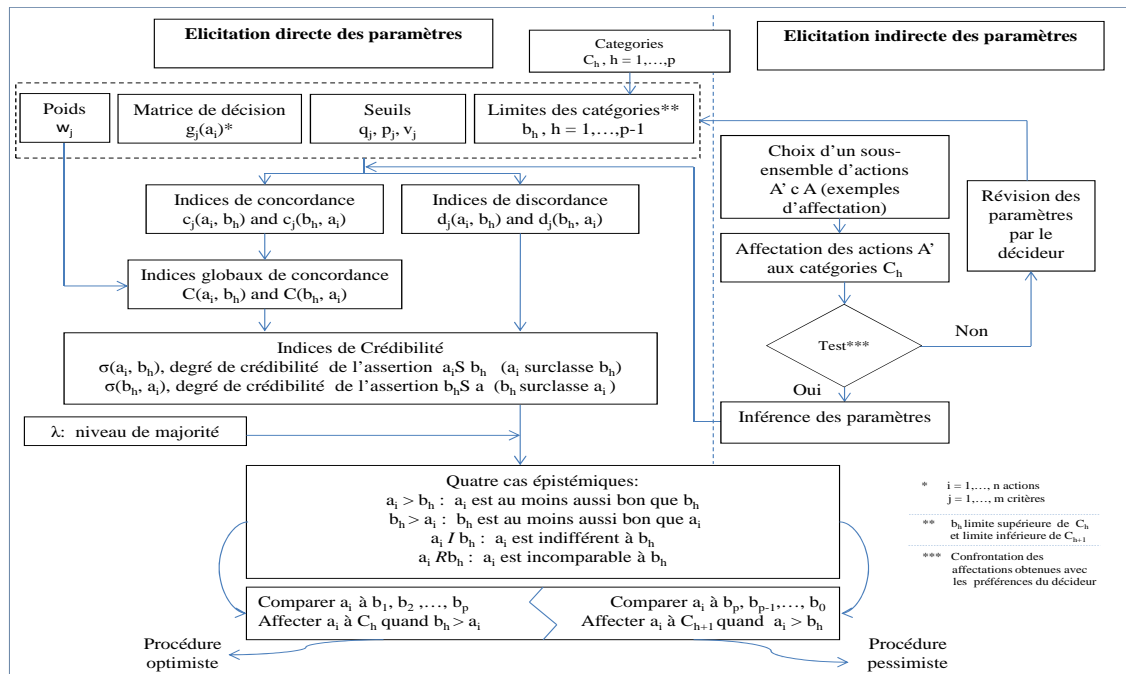 Elicitation directe des paramètres
Categories
C_h, h = 1,…,p
Elicitation indirecte des paramètres
Poids
w_j
Matrice de décision
g_j(a_i)*
Seuils
q_j, p_j, v_j
Limites des catégories**
b_h , h = 1,…,p-1
Indices de concordance
c_j(a_i, b_h) and c_j(b_h, a_i)
Indices de discordance
d_j(a_i, b_h) and d_j(b_h, a_i)
Indices globaux de concordance
C(a_i, b_h) and C(b_h, a_i)
Indices de Crédibilité
σ(a_i, b_h), degré de crédibilité de l'assertion a_iS b_h (a_i surclasse b_h)
σ(b_h, a_i), degré de crédibilité de l'assertion b_hS a (b_h surclasse a_i)
λ: niveau de majorité
Choix d'un sous-
ensemble d'actions
A' c A (exemples
d'affectation)
Affectation des actions A'
aux catégories C_h
Révision des
paramètres
par le
décideur
Test***
Non
Oui
Inférence des paramètres
Quatre cas épistémiques:
a_i > b_h : a_i est au moins aussi bon que b_h
b_h > a_i : b_h est au moins aussi bon que a_i
a_i I b_h : a_i est indifférent à b_h
a_i Rb_h : a_i est incomparable à b_h
Comparer a_i à b_1, b_2 ,…, b_p
Affecter a_i à C_h quand b_h > a_i
Comparer a_i à b_p, b_p-1,…, b_0
Affecter a_i à C_h+1 quand a_i > b_h
Procédure
optimiste
Procédure
pessimiste
* i = 1,…, n actions
j = 1,…, m critères
** b_h limite supérieure de C_h
et limite inférieure de C_h+1
*** Confrontation des
affectations obtenues avec
les préférences du décideur